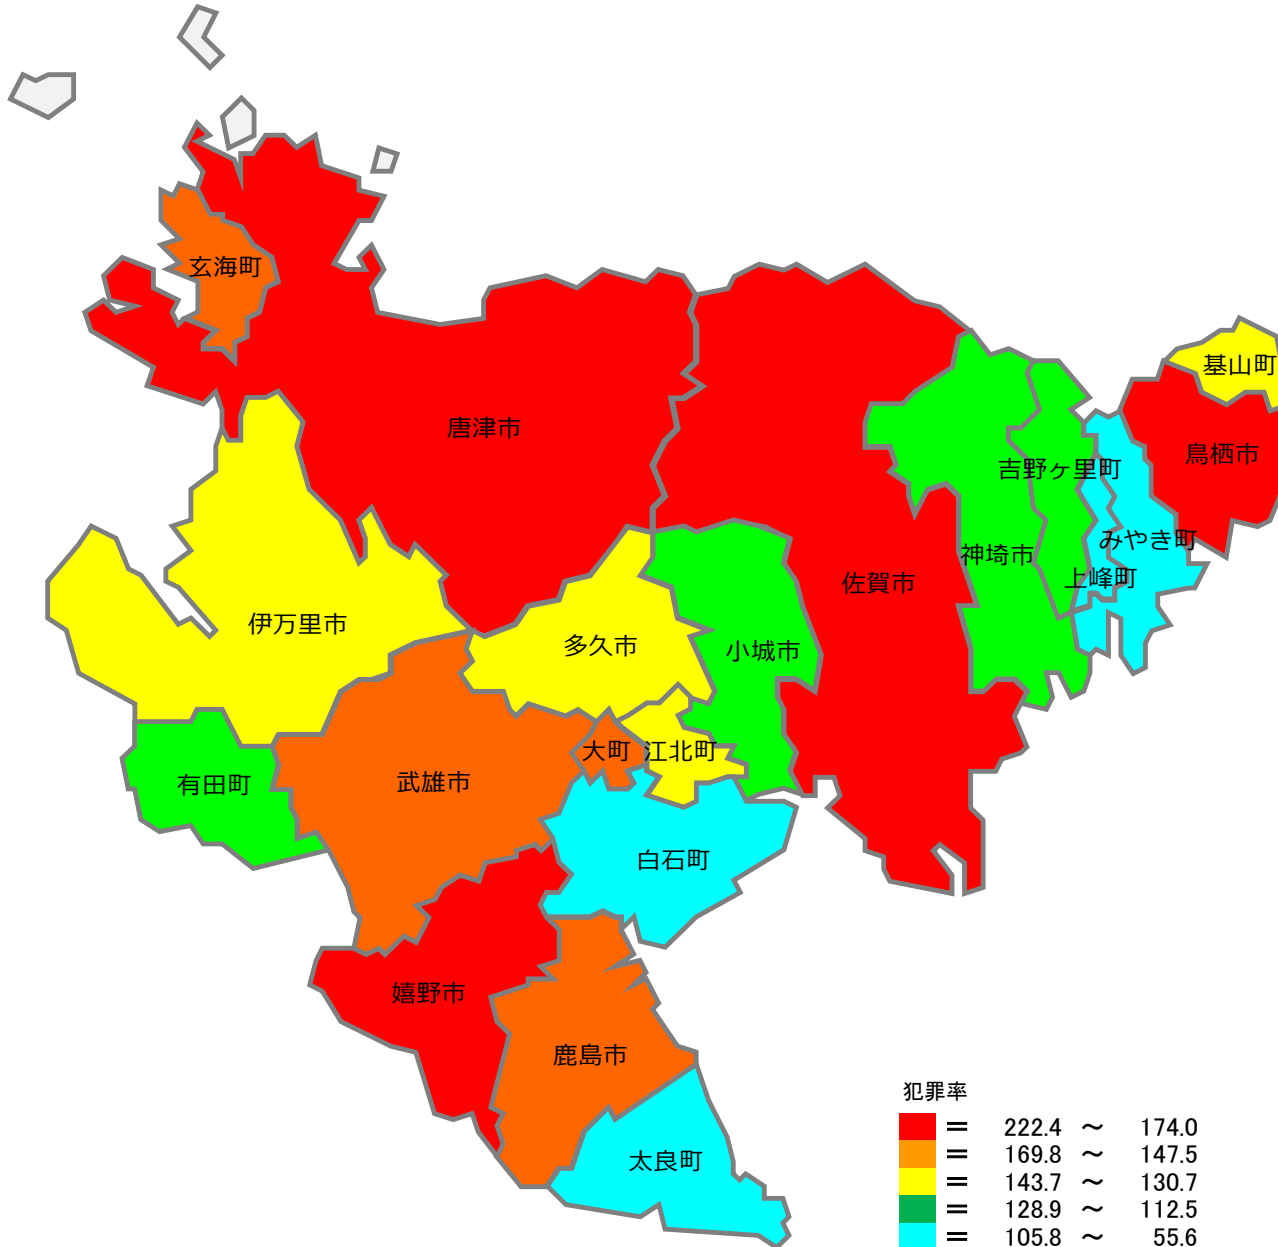 玄海町
基山町
唐津市
鳥栖市
吉野ヶ里町
みやき町
神埼市
上峰町
佐賀市
伊万里市
多久市
小城市
大町
江北町
有田町
武雄市
白石町
嬉野市
鹿島市
太良町
犯罪率
= 222.4 ～ 174.0
= 169.8 ～ 147.5
= 143.7 ～ 130.7
= 128.9 ～ 112.5
= 105.8 ～ 55.6